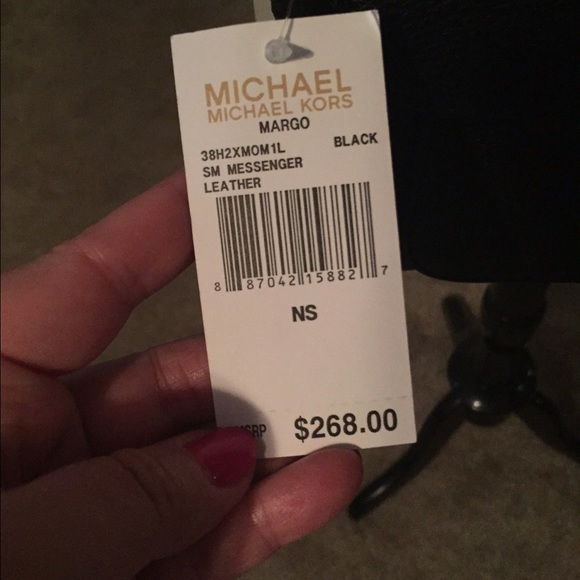 MICHAEL
MICHAEL KORS
MARGO
38H2XMOM1L BLACK
SM MESSENGER
LEATHER
8 87042 15882 7
NS
$268.00